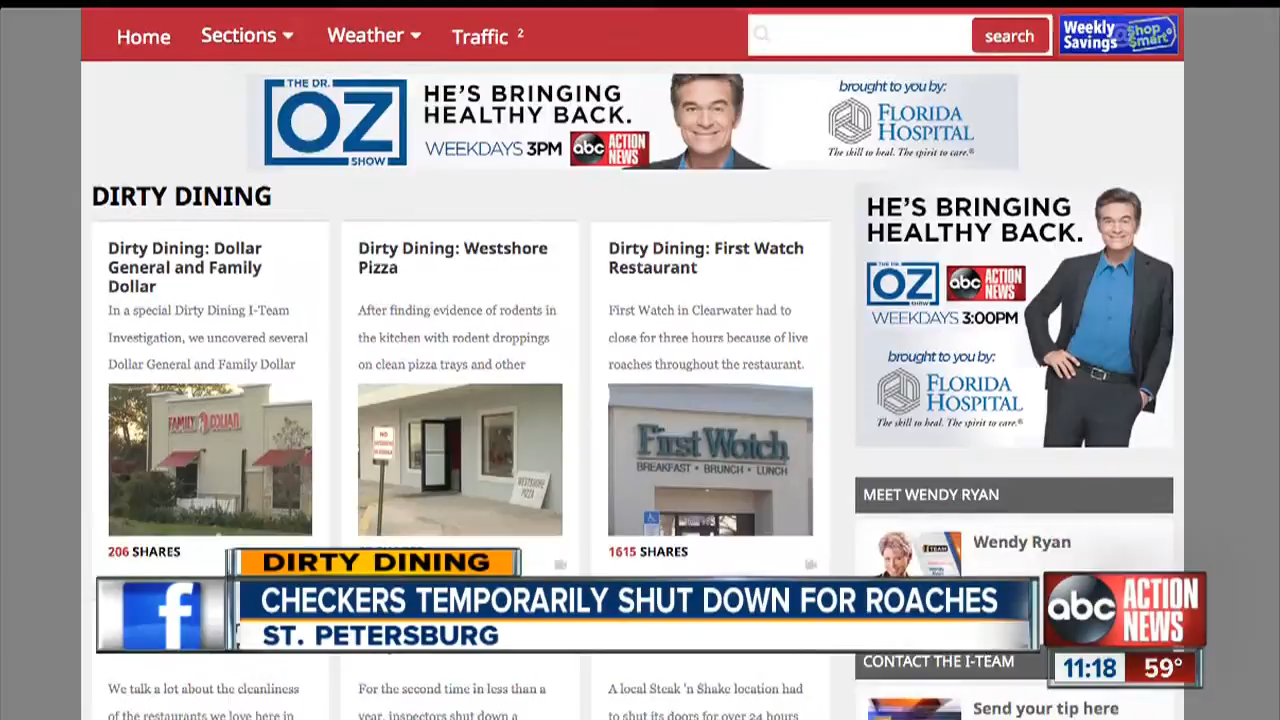 Home Sections Weather Traffic 2
search
Weekly
Savings
Shop
Smart
THE DR.
OZ
SHOW
HE'S BRINGING
HEALTHY BACK.
WEEKDAYS 3PM
abc ACTION
NEWS
brought to you by:
FLORIDA
HOSPITAL
The skill to heal. The spirit to care.®
DIRTY DINING
Dirty Dining: Dollar
General and Family
Dollar
In a special Dirty Dining I-Team
Investigation, we uncovered several
Dollar General and Family Dollar
FAMILY DOLLAR
206 SHARES
Dirty Dining: Westshore
Pizza
After finding evidence of rodents in
the kitchen with rodent droppings
on clean pizza trays and other
NO
WESTSHORE
PIZZA
Dirty Dining: First Watch
Restaurant
First Watch in Clearwater had to
close for three hours because of live
roaches throughout the restaurant.
First Watch
BREAKFAST • BRUNCH • LUNCH
1615 SHARES
HE'S BRINGING
HEALTHY BACK.
THE DR.
OZ
SHOW
abc ACTION
NEWS
WEEKDAYS 3:00PM
brought to you by:
FLORIDA
HOSPITAL
The skill to heal. The spirit to care.®
MEET WENDY RYAN
I-TEAM
Wendy Ryan
DIRTY DINING
f
CHECKERS TEMPORARILY SHUT DOWN FOR ROACHES
ST. PETERSBURG
abc ACTION
NEWS
11:18 59°
CONTACT THE I-TEAM
Send your tip here
We talk a lot about the cleanliness
of the restaurants we love here in
For the second time in less than a
year, inspectors shut down a
A local Steak 'n Shake location had
to shut its doors for over 24 hours